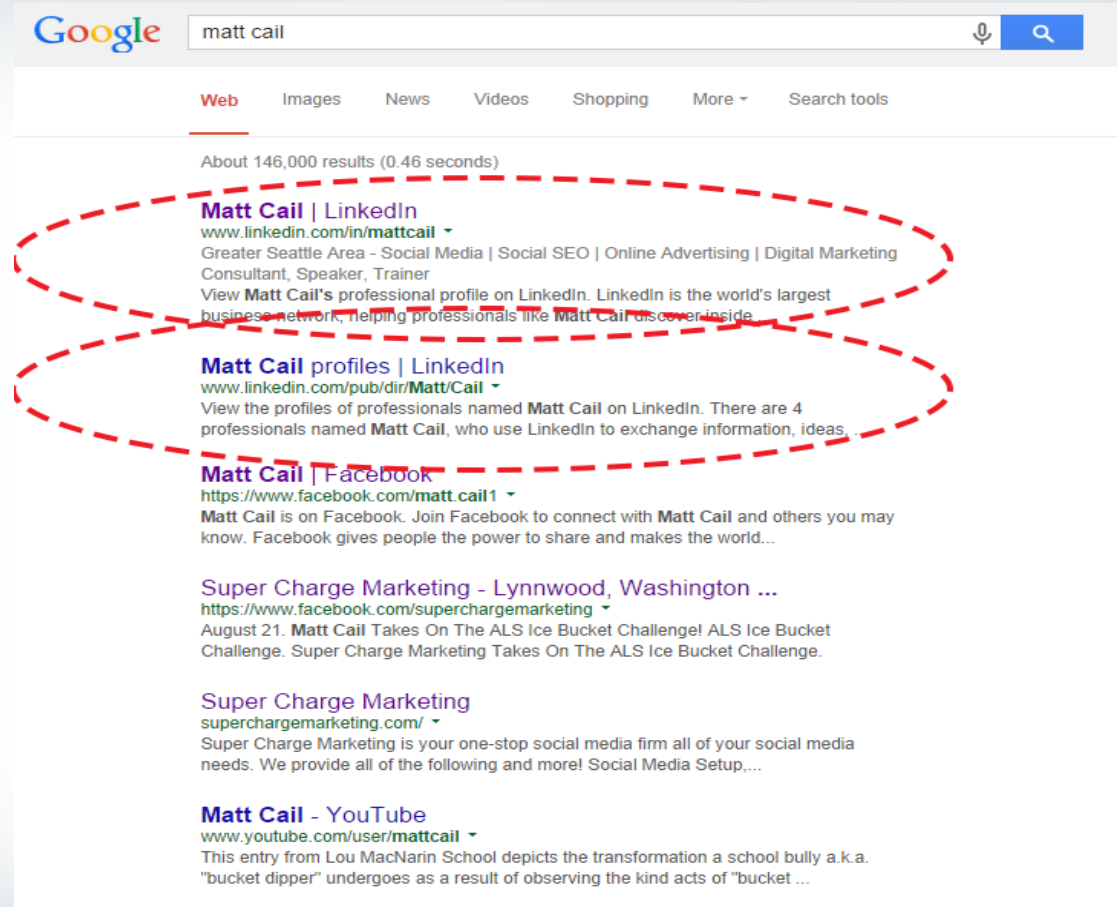 Google
matt cail
Web Images News Videos Shopping More Search tools
About 146,000 results (0.46 seconds)
Matt Cail | LinkedIn
www.linkedin.com/in/mattcail
Greater Seattle Area - Social Media | Social SEO | Online Advertising | Digital Marketing
Consultant, Speaker, Trainer
View Matt Cail's professional profile on LinkedIn. LinkedIn is the world's largest
business network, helping professionals like Matt Cail discover inside ...
Matt Cail profiles | LinkedIn
www.linkedin.com/pub/dir/Matt/Cail
View the profiles of professionals named Matt Cail on LinkedIn. There are 4
professionals named Matt Cail, who use LinkedIn to exchange information, ideas, ...
Matt Cail | Facebook
https://www.facebook.com/matt.cail1
Matt Cail is on Facebook. Join Facebook to connect with Matt Cail and others you may
know. Facebook gives people the power to share and makes the world...
Super Charge Marketing - Lynnwood, Washington ...
https://www.facebook.com/superchargemarketing
August 21. Matt Cail Takes On The ALS Ice Bucket Challenge! ALS Ice Bucket
Challenge. Super Charge Marketing Takes On The ALS Ice Bucket Challenge.
Super Charge Marketing
superchargemarketing.com/
Super Charge Marketing is your one-stop social media firm all of your social media
needs. We provide all of the following and more! Social Media Setup,...
Matt Cail - YouTube
www.youtube.com/user/mattcail
This entry from Lou MacNarin School depicts the transformation a school bully a.k.a.
"bucket dipper" undergoes as a result of observing the kind acts of "bucket ...